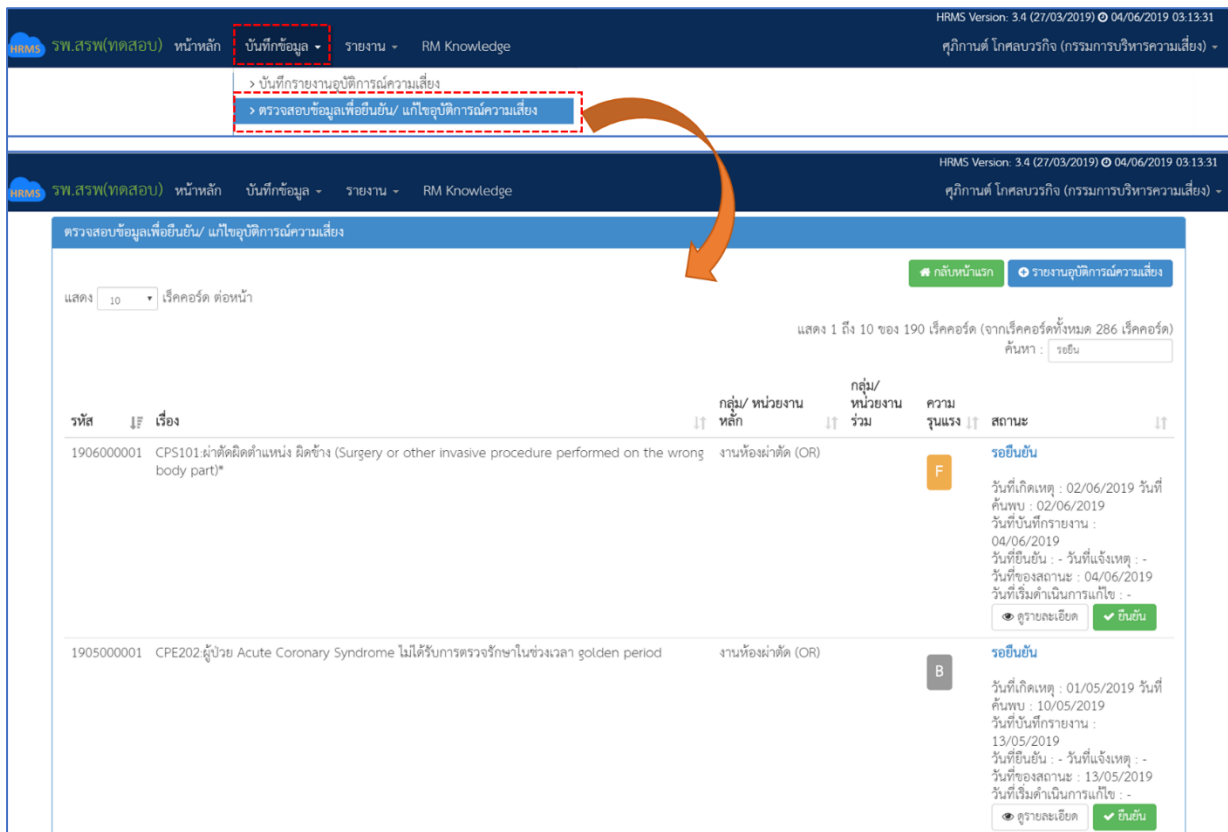 HRMS Version: 3.4 (27/03/2019) 04/06/2019 03:13:31
HRMS รพ.สรพ(ทดสอบ) หน้าหลัก บันทึกข้อมูล รายงาน RM Knowledge ศุภิกานต์ โกศลบวรกิจ (กรรมการบริหารความเสี่ยง)
> บันทึกรายงานอุบัติการณ์ความเสี่ยง
> ตรวจสอบข้อมูลเพื่อยืนยัน/ แก้ไขอุบัติการณ์ความเสี่ยง
HRMS Version: 3.4 (27/03/2019) 04/06/2019 03:13:31
HRMS รพ.สรพ(ทดสอบ) หน้าหลัก บันทึกข้อมูล รายงาน RM Knowledge ศุภิกานต์ โกศลบวรกิจ (กรรมการบริหารความเสี่ยง)
ตรวจสอบข้อมูลเพื่อยืนยัน/ แก้ไขอุบัติการณ์ความเสี่ยง
กลับหน้าแรก รายงานอุบัติการณ์ความเสี่ยง
แสดง 10 เร็คคอร์ด ต่อหน้า
แสดง 1 ถึง 10 ของ 190 เร็คคอร์ด (จากเร็คคอร์ดทั้งหมด 286 เร็คคอร์ด)
ค้นหา : รอยืน
รหัส เรื่อง กลุ่ม/ หน่วยงานหลัก กลุ่ม/ หน่วยงานร่วม ความรุนแรง สถานะ
1906000001 CPS101:ผ่าตัดผิดตำแหน่ง ผิดข้าง (Surgery or other invasive procedure performed on the wrong งานห้องผ่าตัด (OR) F รอยืนยัน
body part)*
วันที่เกิดเหตุ : 02/06/2019 วันที่
ค้นพบ : 02/06/2019
วันที่บันทึกรายงาน :
04/06/2019
วันที่ยืนยัน : - วันที่แจ้งเหตุ : -
วันที่ของสถานะ : 04/06/2019
วันที่เริ่มดำเนินการแก้ไข : -
ดูรายละเอียด ยืนยัน
1905000001 CPE202:ผู้ป่วย Acute Coronary Syndrome ไม่ได้รับการตรวจรักษาในช่วงเวลา golden period งานห้องผ่าตัด (OR) B รอยืนยัน
วันที่เกิดเหตุ : 01/05/2019 วันที่
ค้นพบ : 10/05/2019
วันที่บันทึกรายงาน :
13/05/2019
วันที่ยืนยัน : - วันที่แจ้งเหตุ : -
วันที่ของสถานะ : 13/05/2019
วันที่เริ่มดำเนินการแก้ไข : -
ดูรายละเอียด ยืนยัน